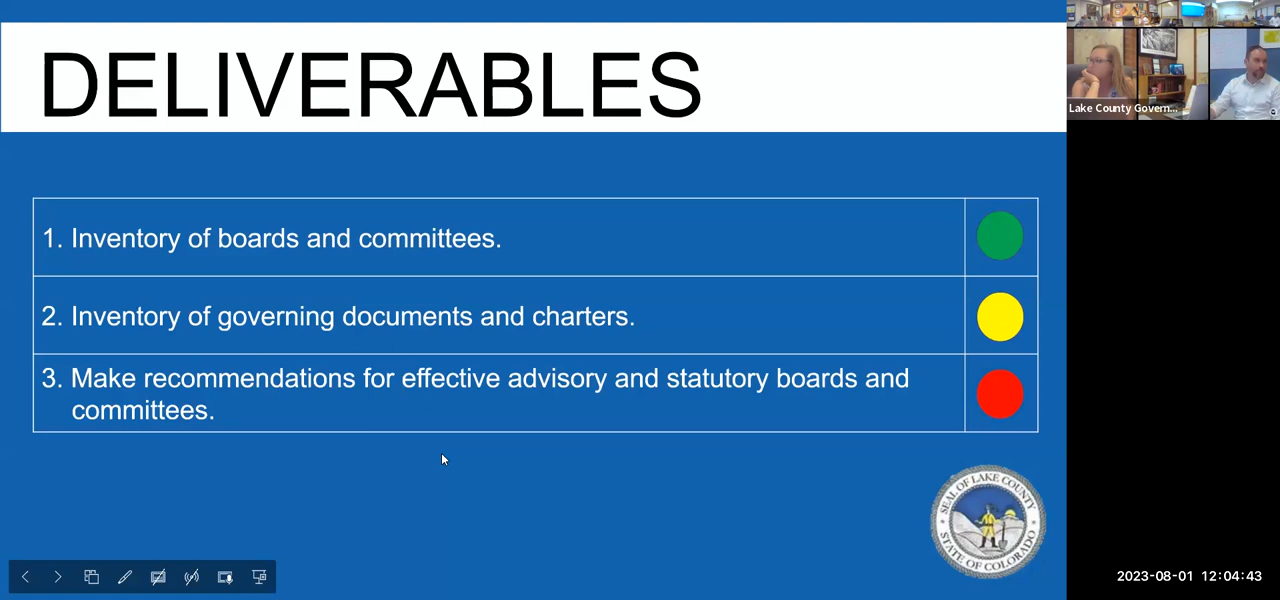 DELIVERABLES
1. Inventory of boards and committees.
2. Inventory of governing documents and charters.
3. Make recommendations for effective advisory and statutory boards and
committees.
SEAL OF LAKE COUNTY
STATE OF COLORADO
Lake County Govern...
2023-08-01 12:04:43